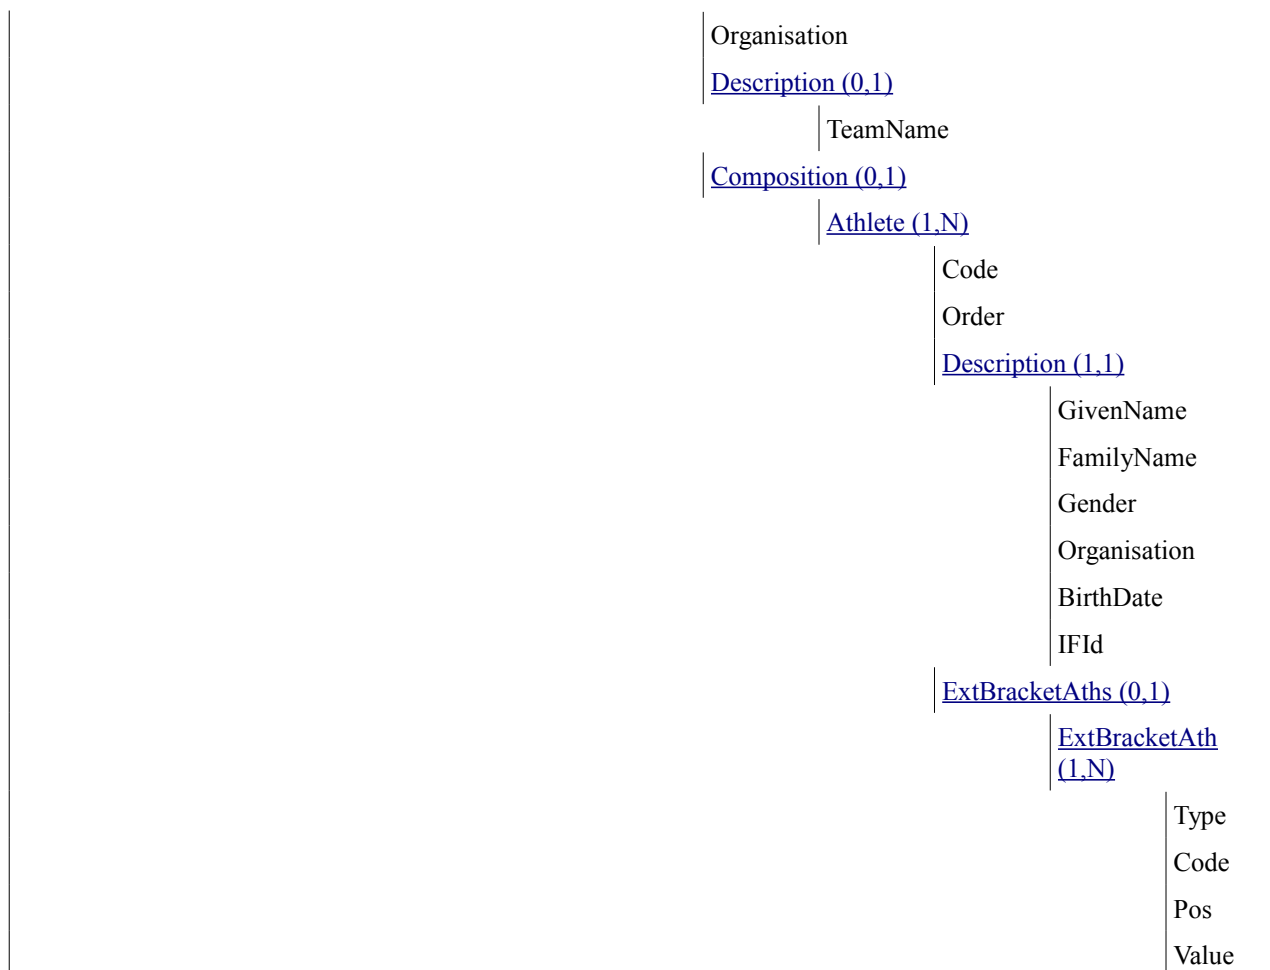 Organisation
Description (0,1)
TeamName
Composition (0,1)
Athlete (1,N)
Code
Order
Description (1,1)
GivenName
FamilyName
Gender
Organisation
BirthDate
IFId
ExtBracketAths (0,1)
ExtBracketAth
(1,N)
Type
Code
Pos
Value